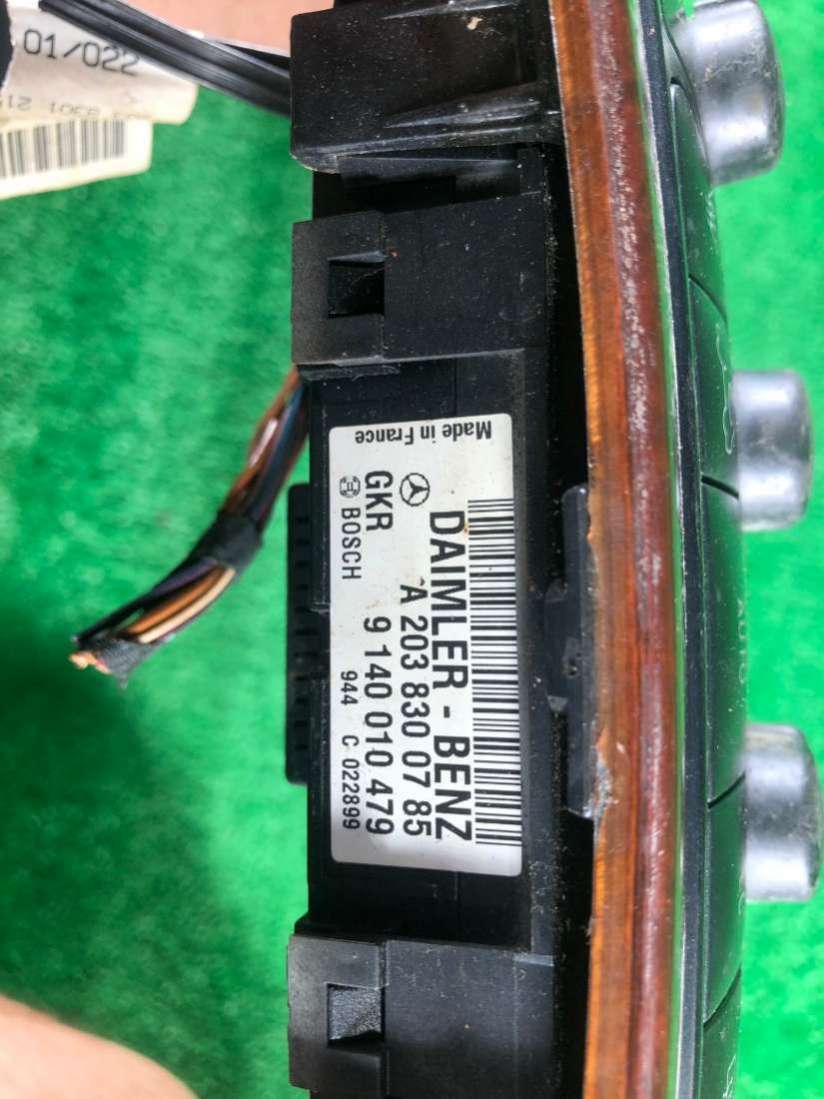 01/022
Made in France
DAIMLER - BENZ
A 203 830 07 85
GKR 9 140 010 479
BOSCH 944 C 022899